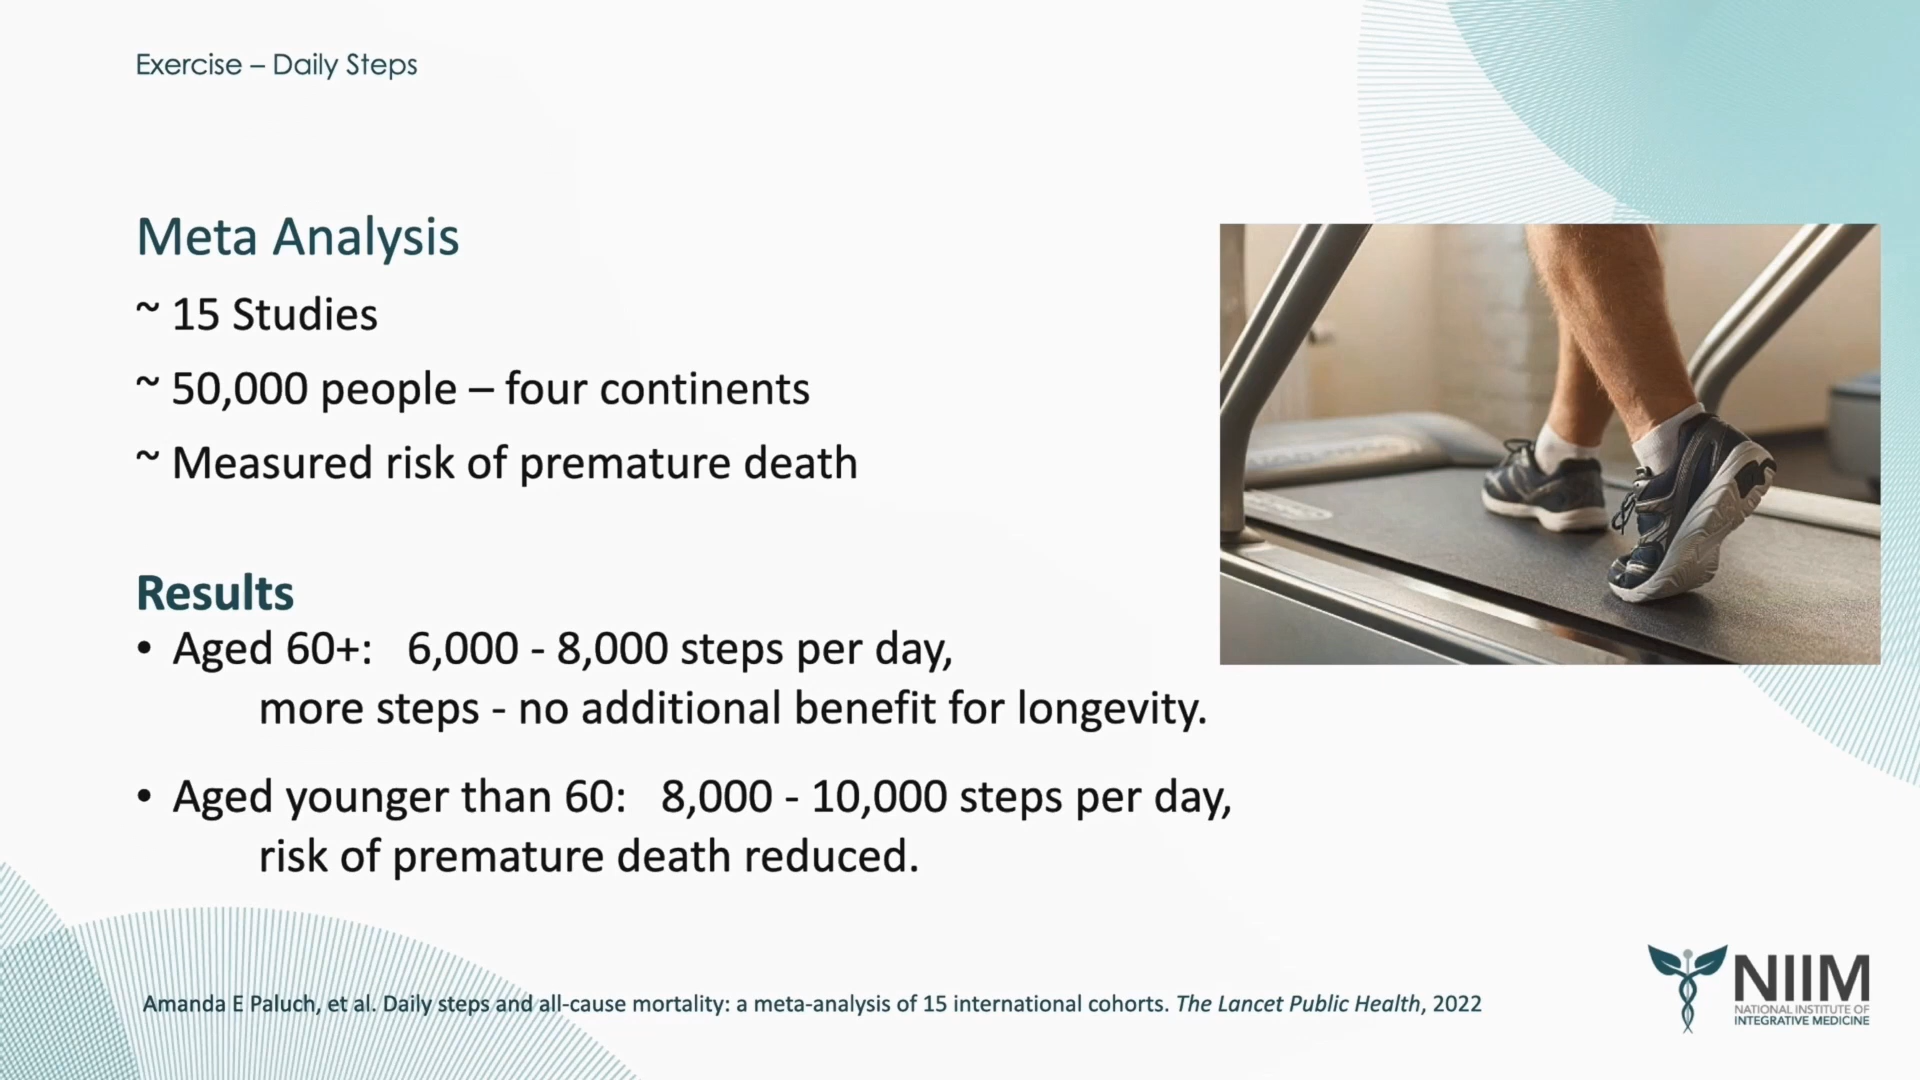 Exercise – Daily Steps
Meta Analysis
~ 15 Studies
~ 50,000 people – four continents
~ Measured risk of premature death
Results
• Aged 60+: 6,000 - 8,000 steps per day,
more steps - no additional benefit for longevity.
• Aged younger than 60: 8,000 - 10,000 steps per day,
risk of premature death reduced.
Amanda E Paluch, et al. Daily steps and all-cause mortality: a meta-analysis of 15 international cohorts. The Lancet Public Health, 2022
NIIM
NATIONAL INSTITUTE OF
INTEGRATIVE MEDICINE